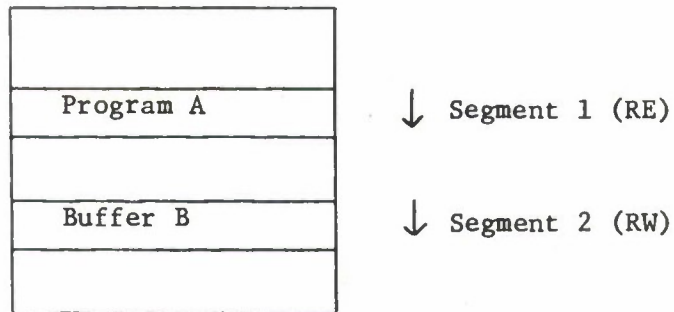 Program A
Segment 1 (RE)
Buffer B
Segment 2 (RW)